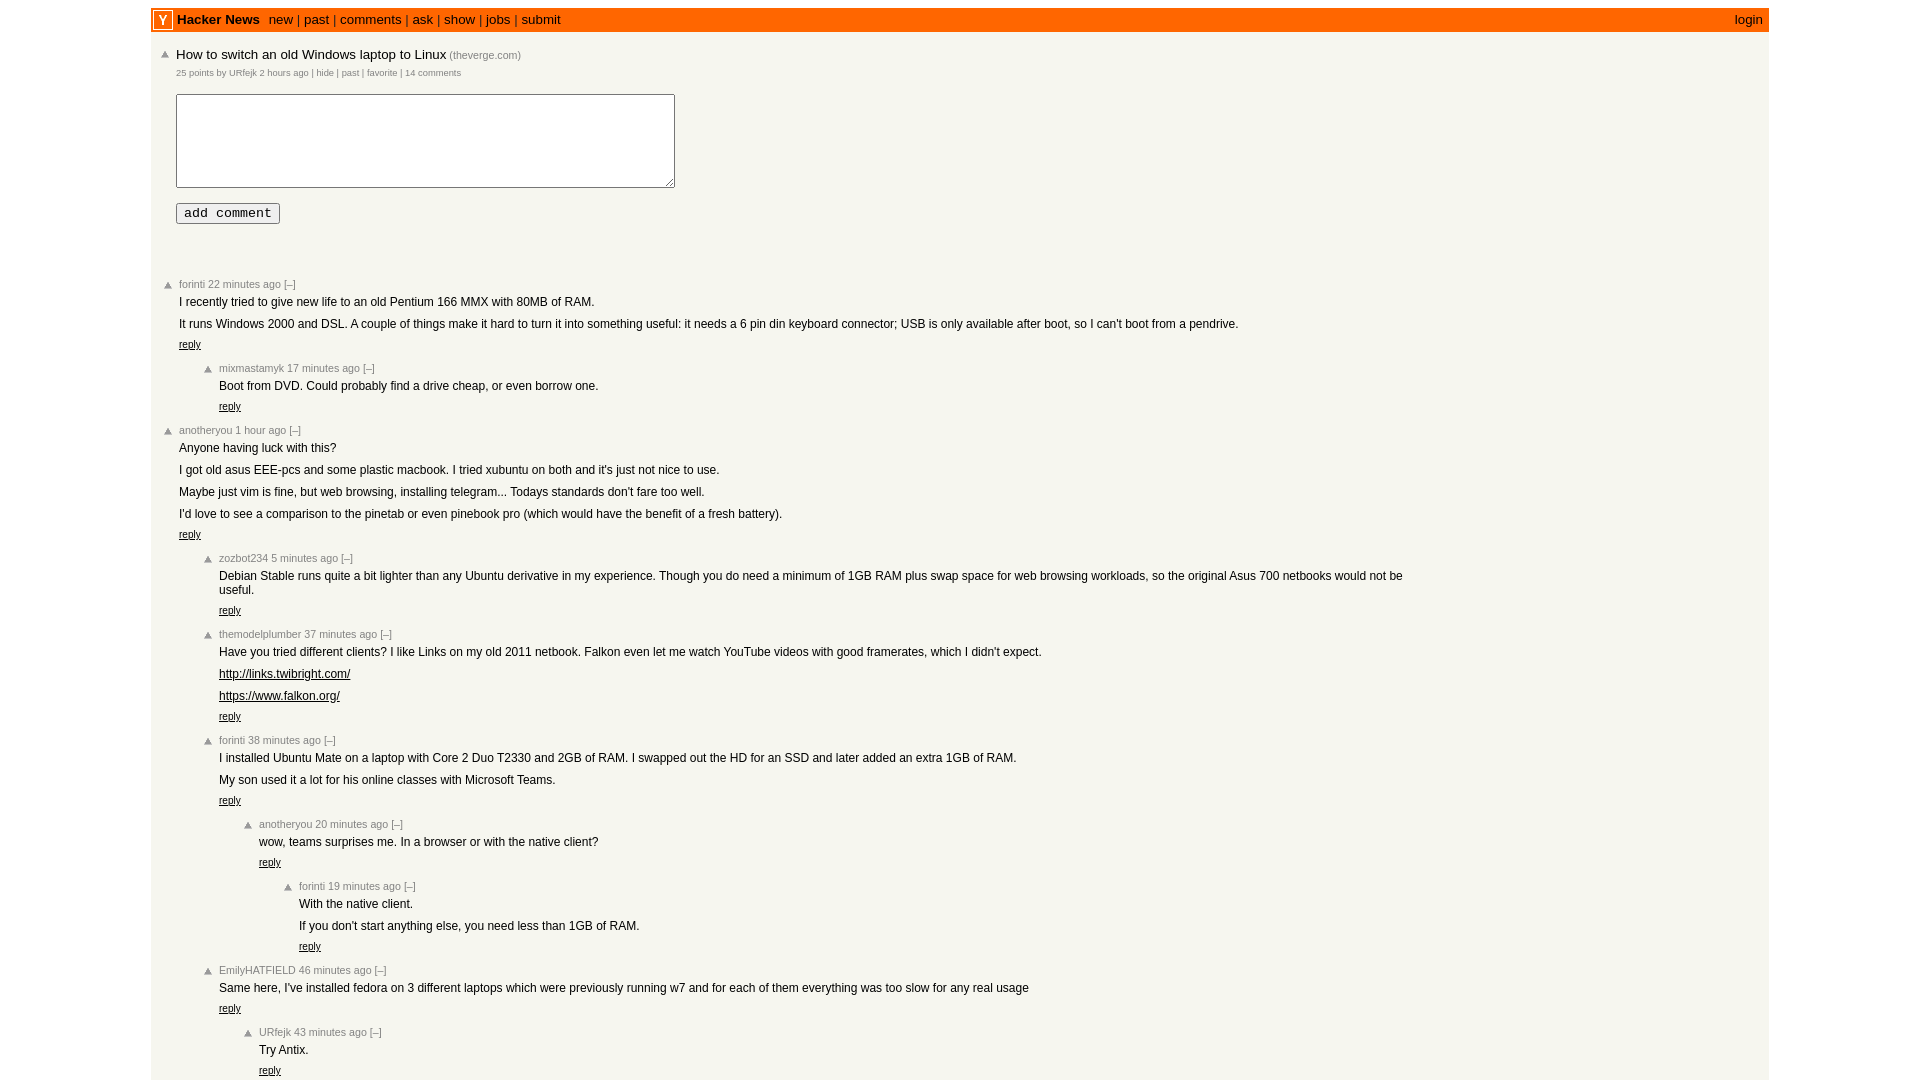 Y Hacker News new | past | comments | ask | show | jobs | submit login
How to switch an old Windows laptop to Linux (theverge.com)
25 points by URfejk 2 hours ago | hide | past | favorite | 14 comments
add comment
forinti 22 minutes ago [–]
I recently tried to give new life to an old Pentium 166 MMX with 80MB of RAM.
It runs Windows 2000 and DSL. A couple of things make it hard to turn it into something useful: it needs a 6 pin din keyboard connector; USB is only available after boot, so I can't boot from a pendrive.
reply
mixmastamyk 17 minutes ago [–]
Boot from DVD. Could probably find a drive cheap, or even borrow one.
reply
anotheryou 1 hour ago [–]
Anyone having luck with this?
I got old asus EEE-pcs and some plastic macbook. I tried xubuntu on both and it's just not nice to use.
Maybe just vim is fine, but web browsing, installing telegram... Todays standards don't fare too well.
I'd love to see a comparison to the pinetab or even pinebook pro (which would have the benefit of a fresh battery).
reply
zozbot234 5 minutes ago [–]
Debian Stable runs quite a bit lighter than any Ubuntu derivative in my experience. Though you do need a minimum of 1GB RAM plus swap space for web browsing workloads, so the original Asus 700 netbooks would not be
useful.
reply
themodelplumber 37 minutes ago [–]
Have you tried different clients? I like Links on my old 2011 netbook. Falkon even let me watch YouTube videos with good framerates, which I didn't expect.
http://links.twibright.com/
https://www.falkon.org/
reply
forinti 38 minutes ago [–]
I installed Ubuntu Mate on a laptop with Core 2 Duo T2330 and 2GB of RAM. I swapped out the HD for an SSD and later added an extra 1GB of RAM.
My son used it a lot for his online classes with Microsoft Teams.
reply
anotheryou 20 minutes ago [–]
wow, teams surprises me. In a browser or with the native client?
reply
forinti 19 minutes ago [–]
With the native client.
If you don't start anything else, you need less than 1GB of RAM.
reply
EmilyHATFIELD 46 minutes ago [–]
Same here, I've installed fedora on 3 different laptops which were previously running w7 and for each of them everything was too slow for any real usage
reply
URfejk 43 minutes ago [–]
Try Antix.
reply